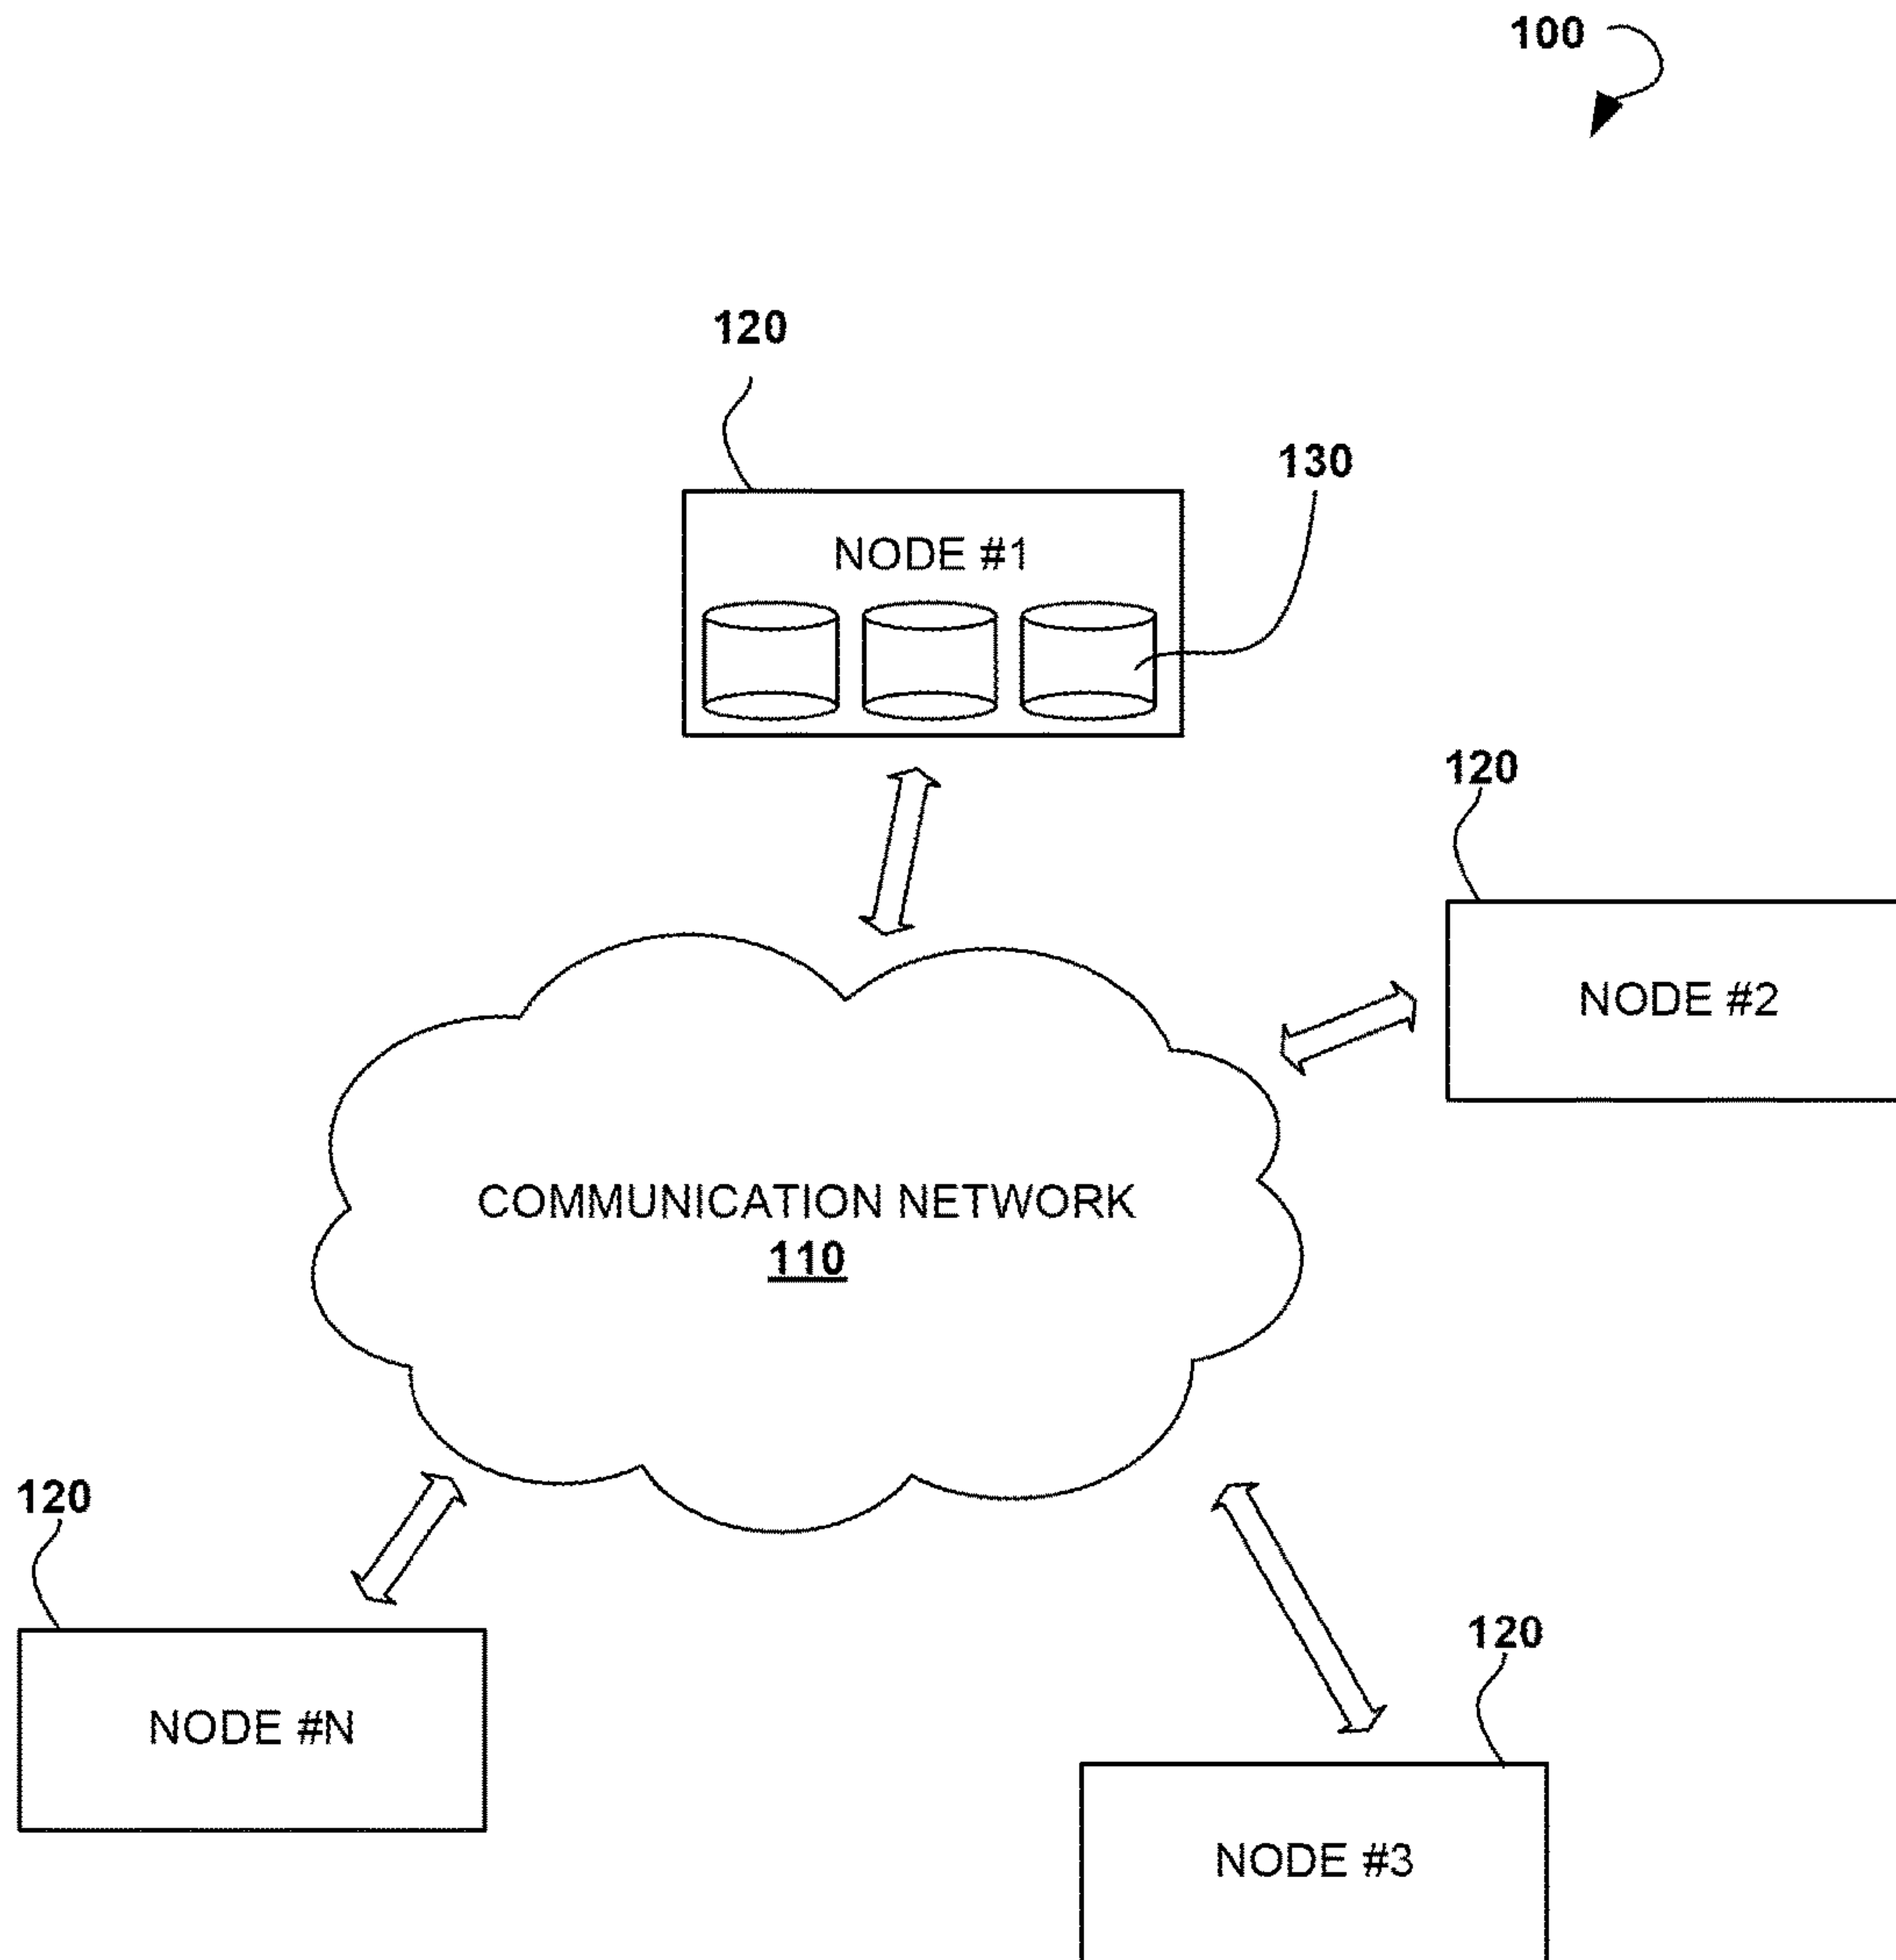 100
120
130
NODE #1
120
NODE #2
COMMUNICATION NETWORK
110
120
NODE #N
120
NODE #3